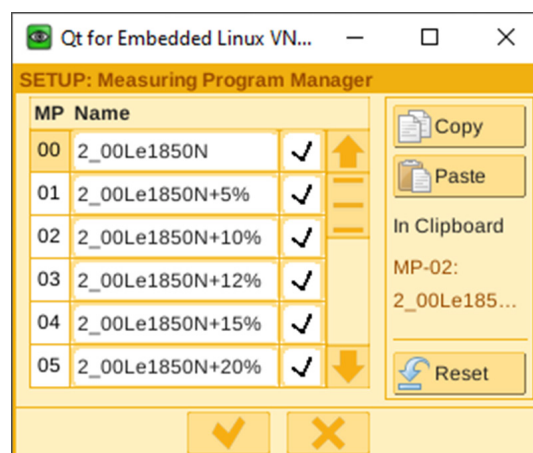 Qt for Embedded Linux VN...
SETUP: Measuring Program Manager
MP Name
00 2_00Le1850N
01 2_00Le1850N+5%
02 2_00Le1850N+10%
03 2_00Le1850N+12%
04 2_00Le1850N+15%
05 2_00Le1850N+20%
Copy
Paste
In Clipboard
MP-02:
2_00Le185...
Reset